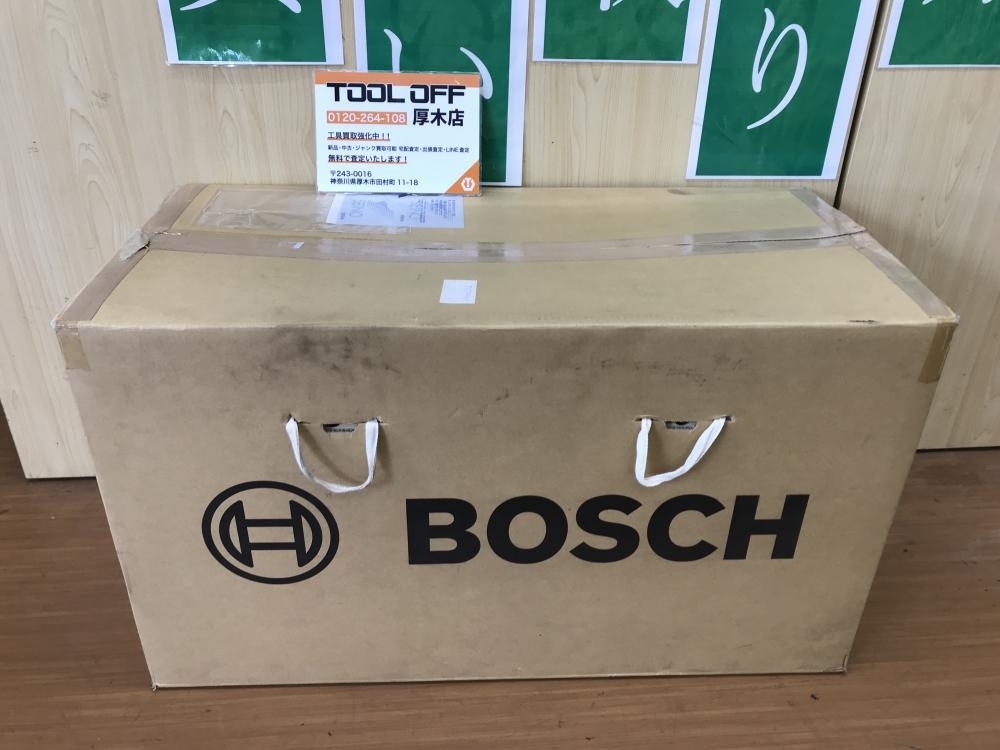 い
り
TOOL OFF
0120-264-108 厚木店
工具買取強化中！！
新品・中古・ジャンク買取可能 宅配査定・出張査定・LINE査定
無料で査定いたします！
〒243-0016
神奈川県厚木市田村町 11-18
BOSCH